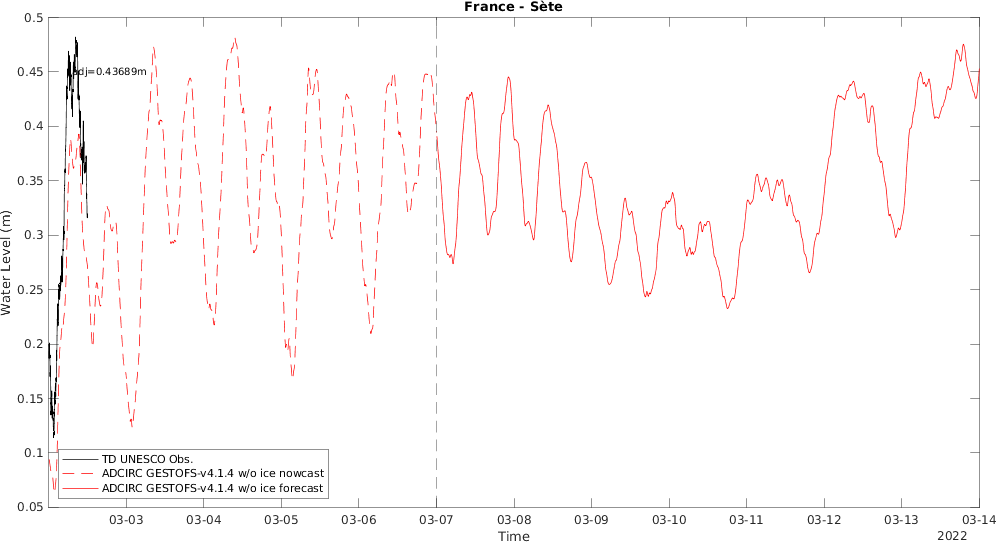 France - Sète
0.5
0.45
0.4
0.35
0.3
0.25
0.2
0.15
0.1
0.05
Water Level (m)
adj=0.43689m
TD UNESCO Obs.
ADCIRC GESTOFS-v4.1.4 w/o ice nowcast
ADCIRC GESTOFS-v4.1.4 w/o ice forecast
03-03 03-04 03-05 03-06 03-07 03-08 03-09 03-10 03-11 03-12 03-13 03-14
Time
2022